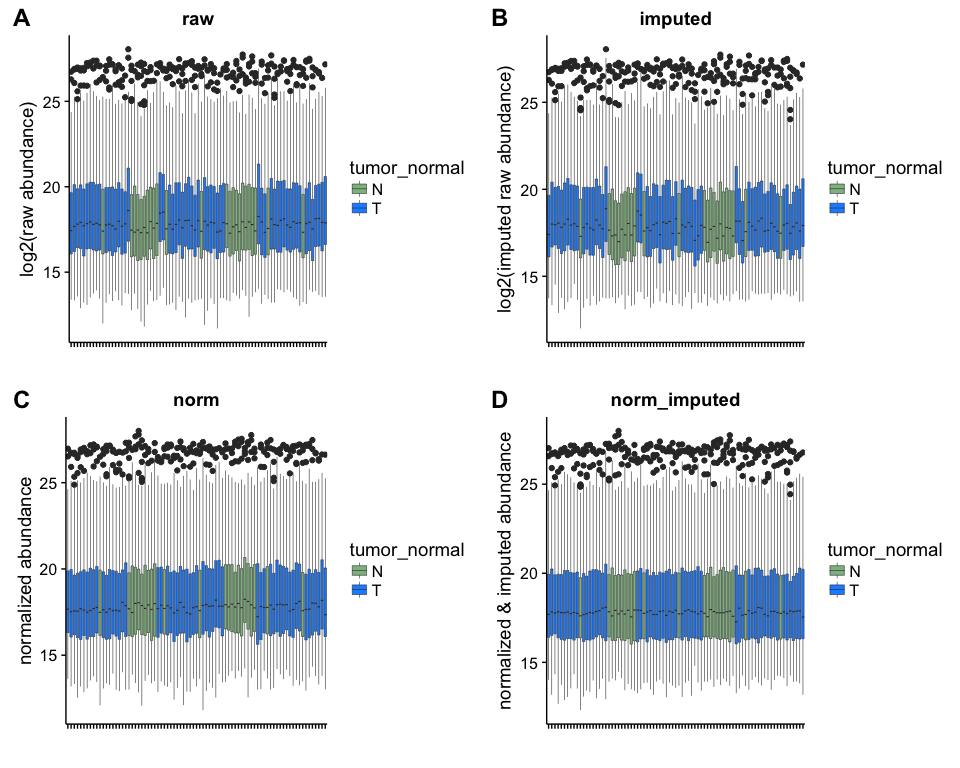 A
raw
log2(raw abundance)
25
20
15
tumor_normal
N
T
B
imputed
log2(imputed raw abundance)
25
20
15
tumor_normal
N
T
C
norm
normalized abundance
25
20
15
tumor_normal
N
T
D
norm_imputed
normalized & imputed abundance
25
20
15
tumor_normal
N
T